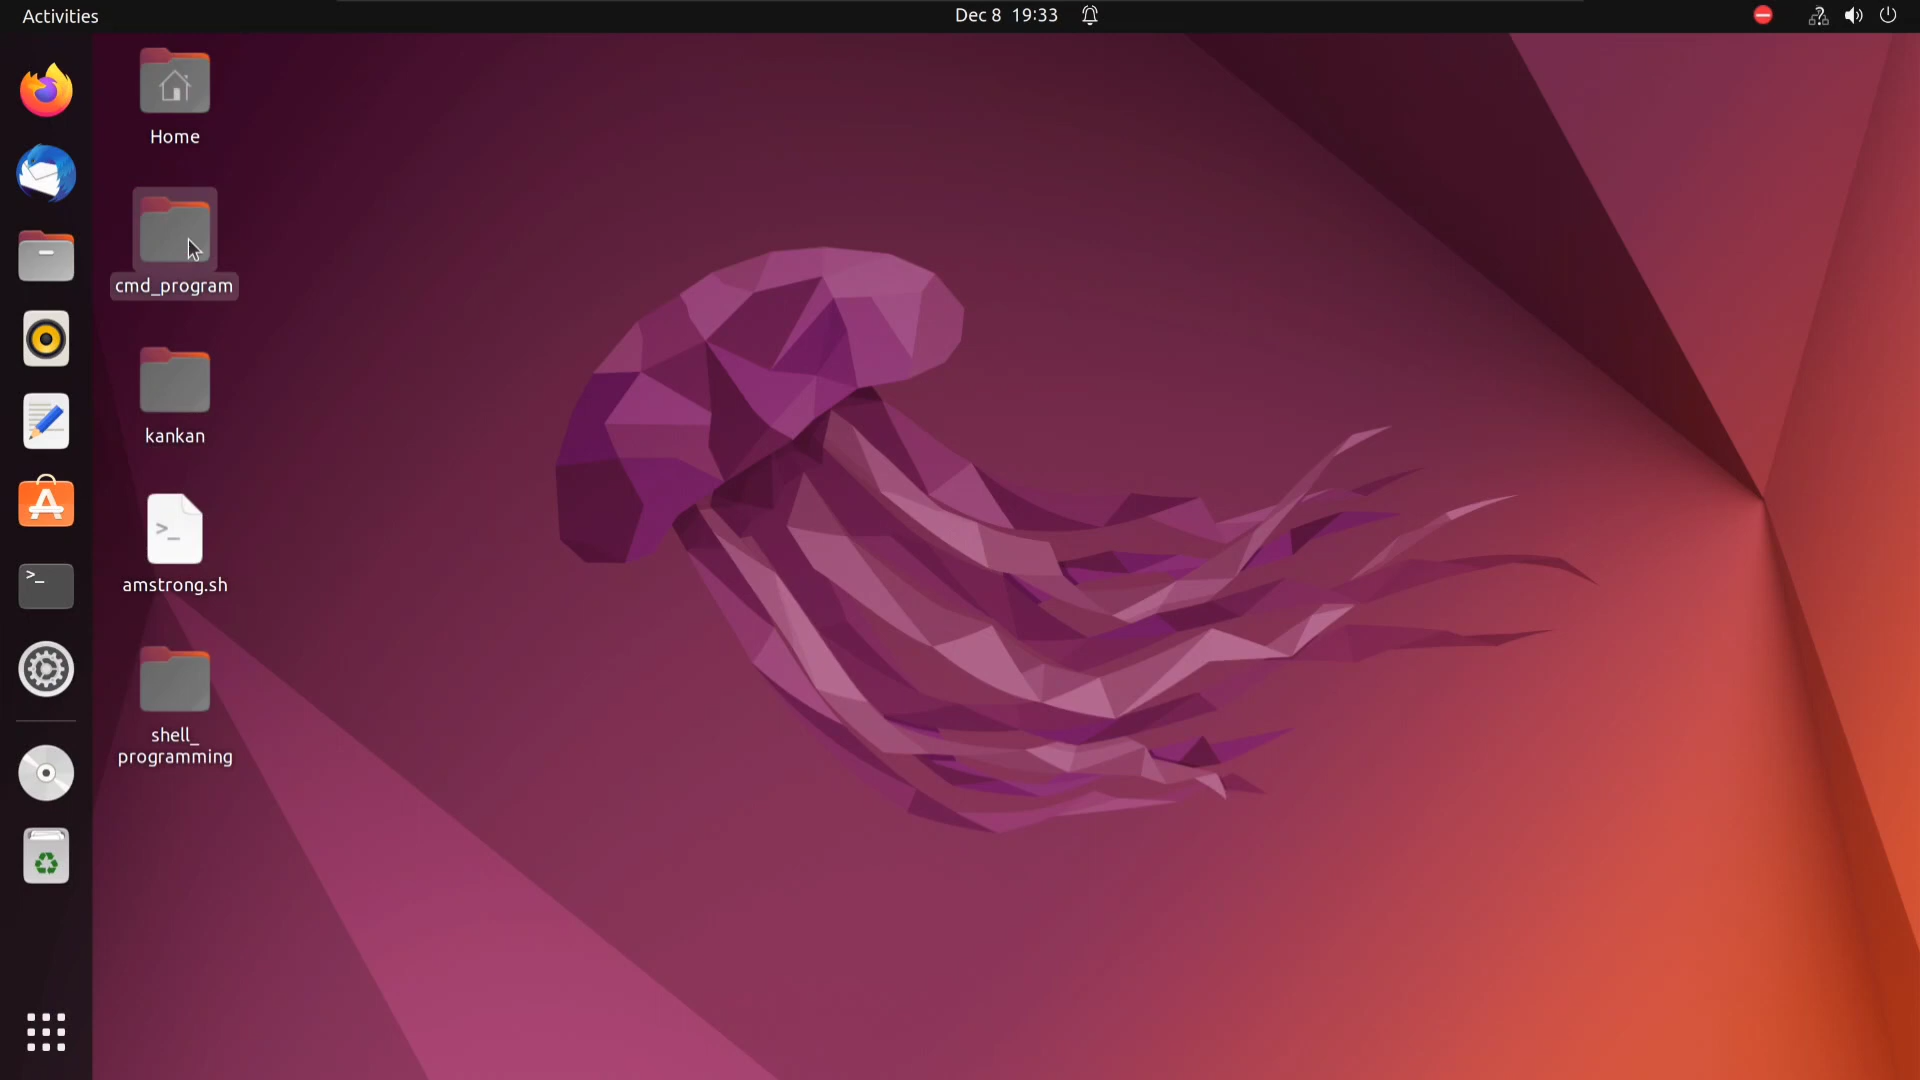 Activities
Dec 8 19:33
Home
cmd_program
kankan
>_
amstrong.sh
>_
shell_
programming